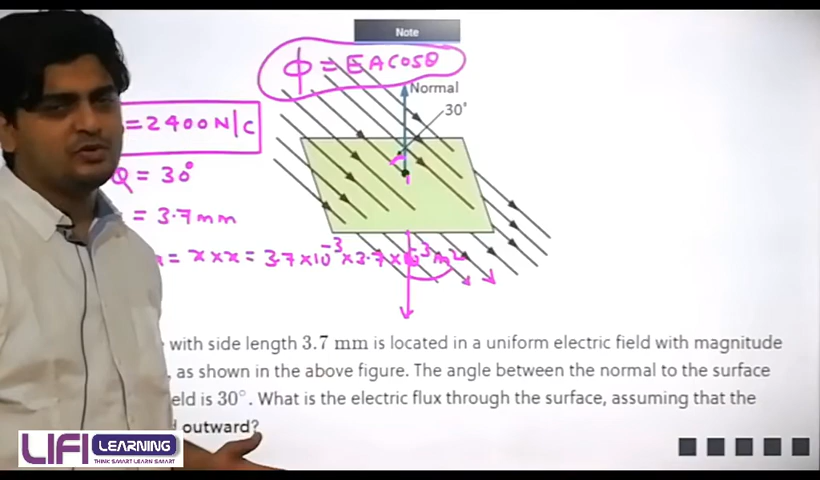 Note
ϕ = EACOSθ
Normal
30°
= 2400 N/C
= 30°
= 3.7 mm
= x × x = 3.7 × 10⁻³ × 3.7 × 10⁻³ m²
with side length 3.7 mm is located in a uniform electric field with magnitude
, as shown in the above figure. The angle between the normal to the surface
eld is 30°. What is the electric flux through the surface, assuming that the
d outward?
LIFI LEARNING
THINK SMART LEARN SMART